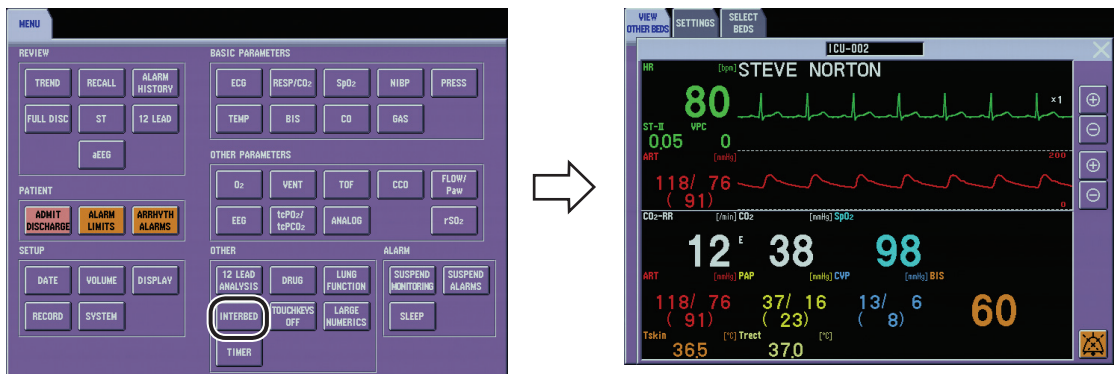 MENU
REVIEW
TREND
RECALL
ALARM
HISTORY
FULL DISC
ST
12 LEAD
aEEG
PATIENT
ADMIT
DISCHARGE
ALARM
LIMITS
ARRHYTH
ALARMS
SETUP
DATE
VOLUME
DISPLAY
RECORD
SYSTEM
BASIC PARAMETERS
ECG
RESP/CO2
SpO2
NIBP
PRESS
TEMP
BIS
CO
GAS
OTHER PARAMETERS
O2
VENT
TOF
CCO
FLOW/
Paw
EEG
tcPO2/
tcPCO2
ANALOG
rSO2
OTHER
12 LEAD
ANALYSIS
DRUG
LUNG
FUNCTION
INTERBED
TOUCHKEYS
OFF
LARGE
NUMERICS
TIMER
ALARM
SUSPEND
MONITORING
SUSPEND
ALARMS
SLEEP
VIEW
OTHER BEDS
SETTINGS
SELECT
BEDS
ICU-002
HR [bpm] STEVE NORTON
80 ×1
ST-II VPC
0.05 0
ART [mmHg] 200
118/ 76
( 91) 0
CO2-RR [/min] CO2 [mmHg] SpO2
12 E 38 98
ART [mmHg] PAP [mmHg] CVP [mmHg] BIS
118/ 76 37/ 16 13/ 6 60
( 91) ( 23) ( 8)
Tskin [°C] Trect [°C]
36.5 37.0